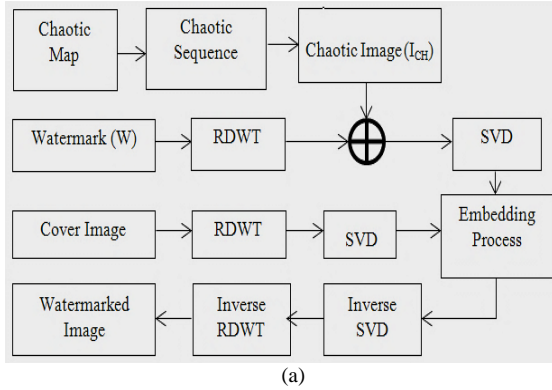 Chaotic
Map
Chaotic
Sequence
Chaotic Image (I_CH)
Watermark (W)
RDWT
SVD
Cover Image
RDWT
SVD
Embedding
Process
Watermarked
Image
Inverse
RDWT
Inverse
SVD
(a)